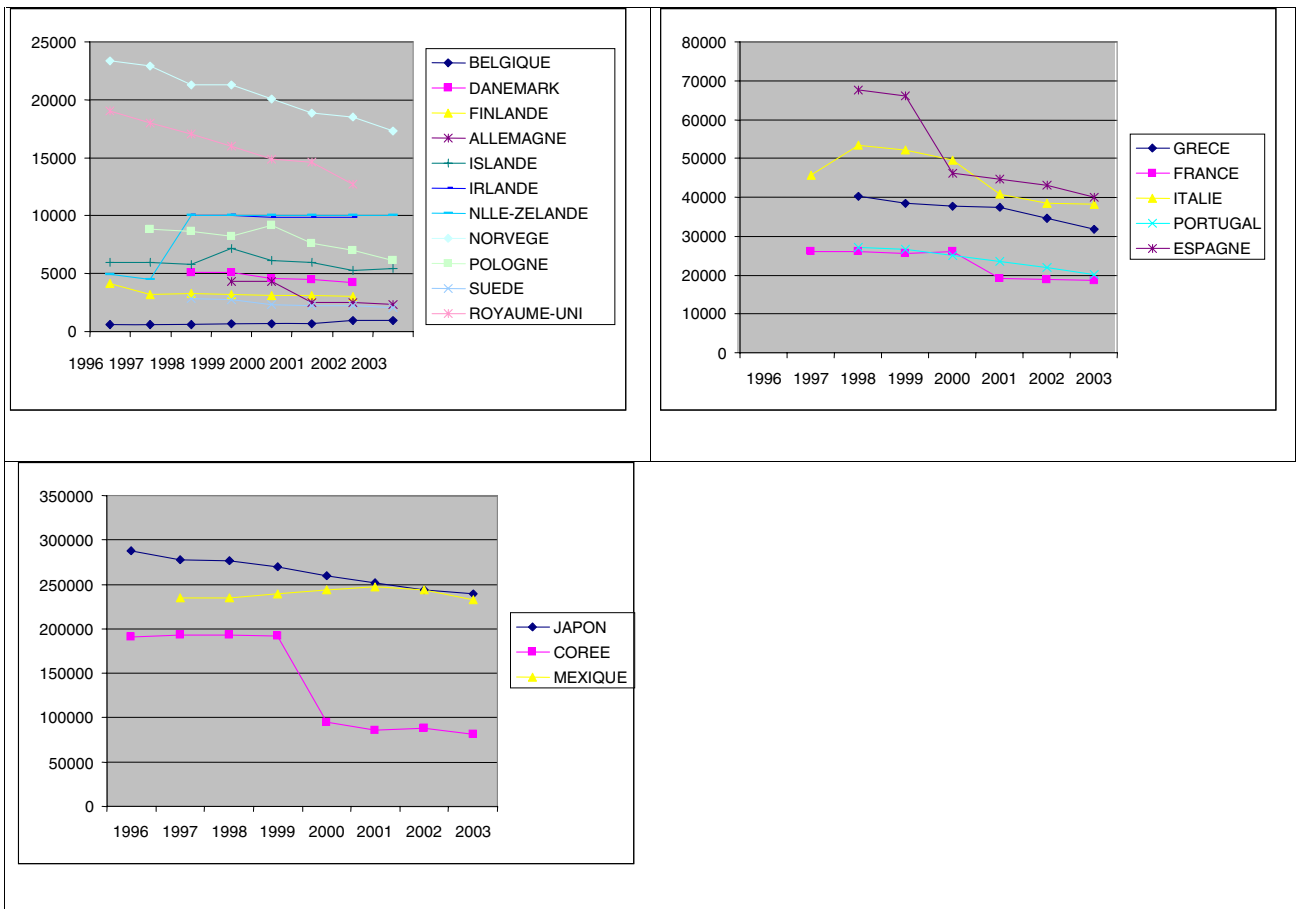 25000
20000
15000
10000
5000
0
1996 1997 1998 1999 2000 2001 2002 2003
BELGIQUE
DANEMARK
FINLANDE
ALLEMAGNE
ISLANDE
IRLANDE
NLLE-ZELANDE
NORVEGE
POLOGNE
SUEDE
ROYAUME-UNI
80000
70000
60000
50000
40000
30000
20000
10000
0
1996 1997 1998 1999 2000 2001 2002 2003
GRECE
FRANCE
ITALIE
PORTUGAL
ESPAGNE
350000
300000
250000
200000
150000
100000
50000
0
1996 1997 1998 1999 2000 2001 2002 2003
JAPON
COREE
MEXIQUE